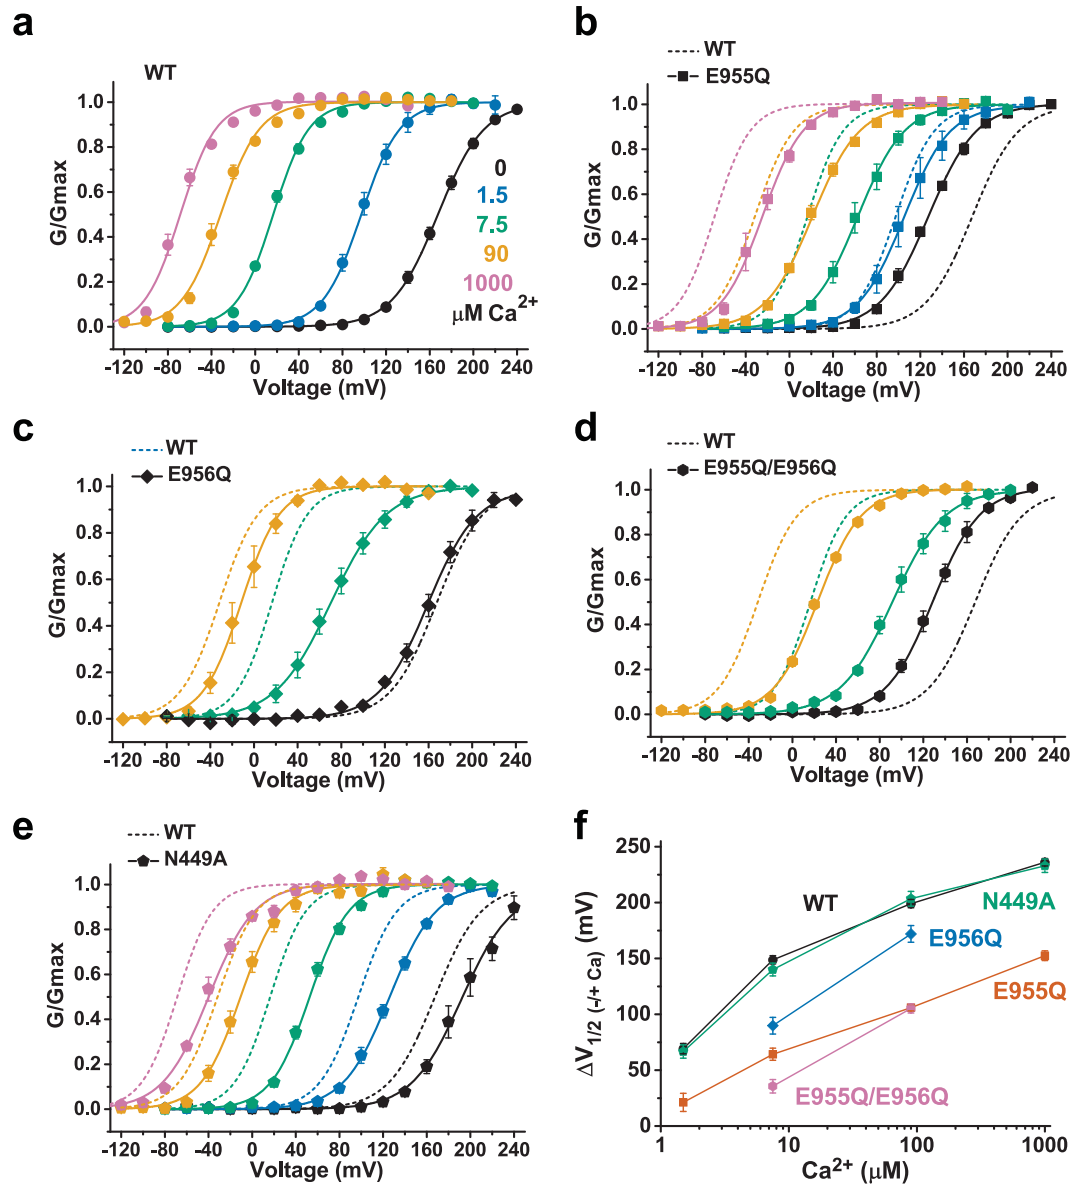 a
WT
1.0
0.8
0.6
0.4
0.2
0.0
G/Gmax
0
1.5
7.5
90
1000
μM Ca2+
-120 -80 -40 0 40 80 120 160 200 240
Voltage (mV)
b
WT
E955Q
1.0
0.8
0.6
0.4
0.2
0.0
G/Gmax
-120 -80 -40 0 40 80 120 160 200 240
Voltage (mV)
c
WT
E956Q
1.0
0.8
0.6
0.4
0.2
0.0
G/Gmax
-120 -80 -40 0 40 80 120 160 200 240
Voltage (mV)
d
WT
E955Q/E956Q
1.0
0.8
0.6
0.4
0.2
0.0
G/Gmax
-120 -80 -40 0 40 80 120 160 200 240
Voltage (mV)
e
WT
N449A
1.0
0.8
0.6
0.4
0.2
0.0
G/Gmax
-120 -80 -40 0 40 80 120 160 200 240
Voltage (mV)
f
250
200
150
100
50
0
ΔV1/2 (-/+ Ca) (mV)
WT
N449A
E956Q
E955Q
E955Q/E956Q
1 10 100 1000
Ca2+ (μM)